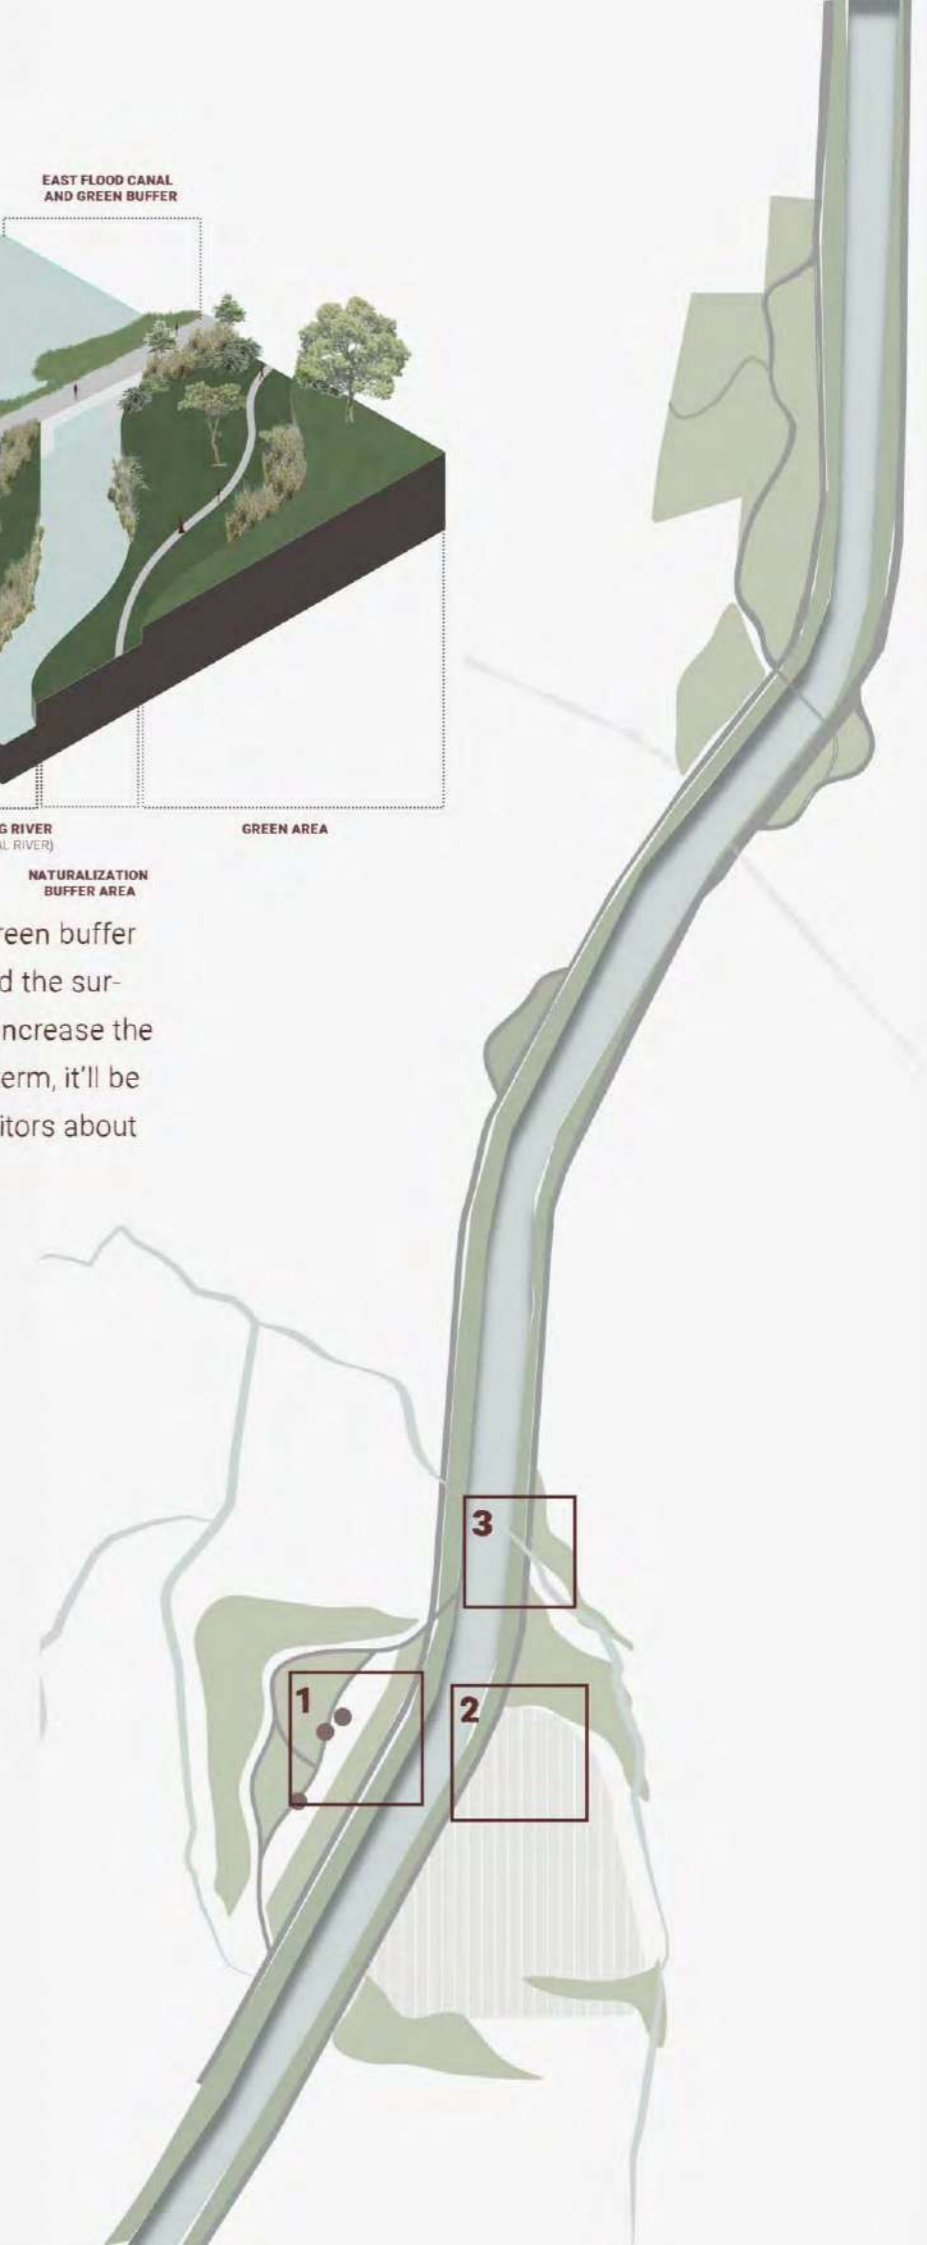 EAST FLOOD CANAL
AND GREEN BUFFER
G RIVER
AL RIVER)
GREEN AREA
NATURALIZATION
BUFFER AREA
reen buffer
d the sur-
increase the
erm, it'll be
itors about
3
1
2